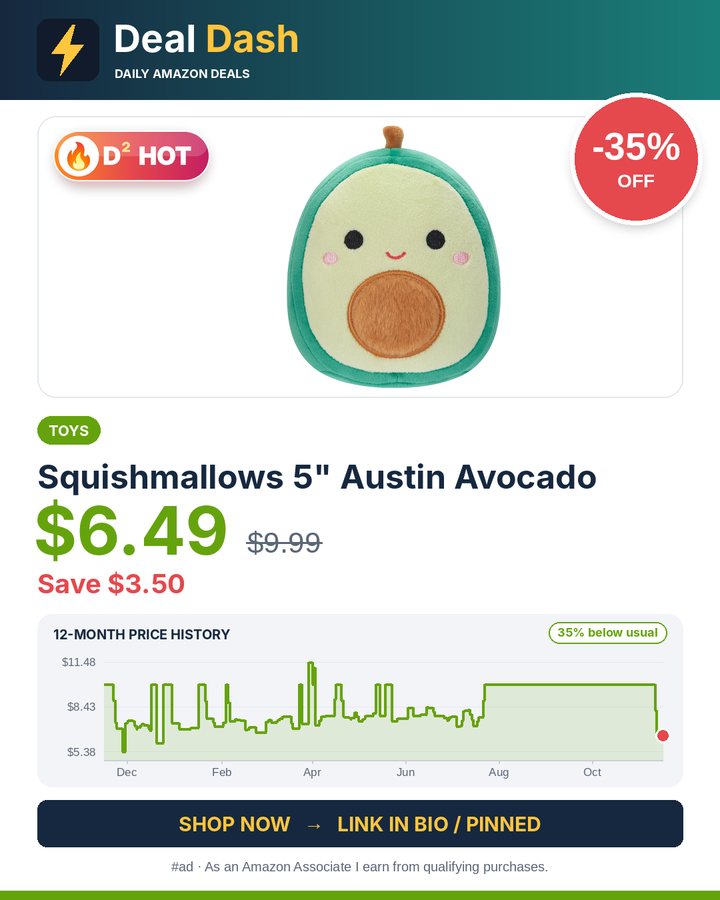 Deal Dash
DAILY AMAZON DEALS
D² HOT
-35%
OFF
TOYS
Squishmallows 5" Austin Avocado
$6.49 $9.99
Save $3.50
12-MONTH PRICE HISTORY
35% below usual
$11.48
$8.43
$5.38
Dec Feb Apr Jun Aug Oct
SHOP NOW → LINK IN BIO / PINNED
#ad · As an Amazon Associate I earn from qualifying purchases.